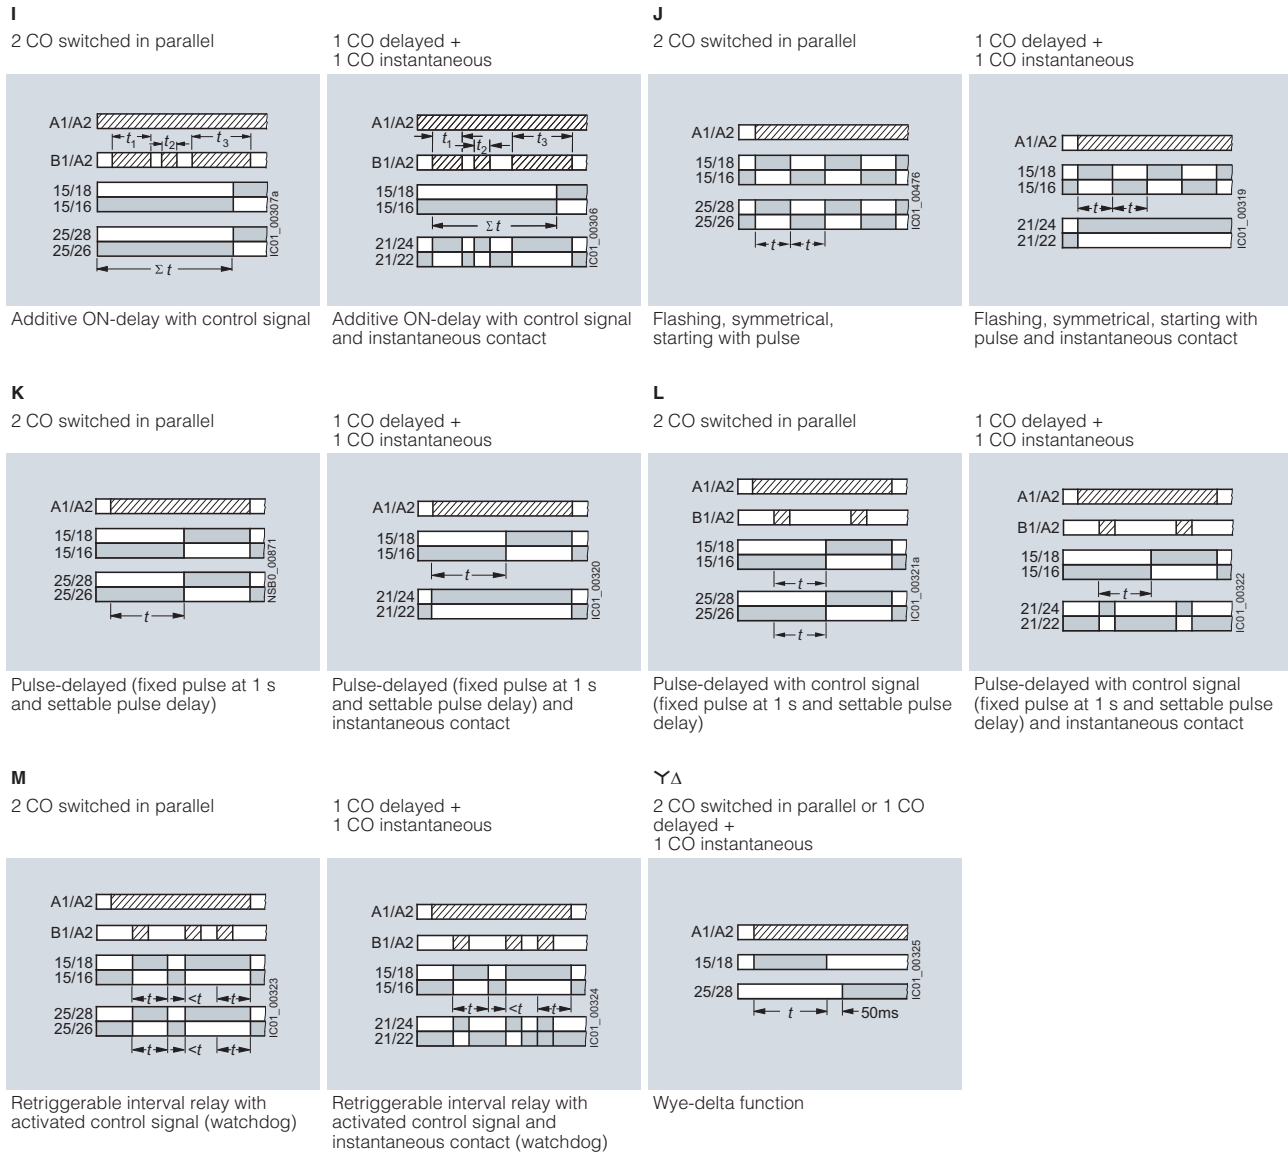 I
2 CO switched in parallel
1 CO delayed +
1 CO instantaneous
A1/A2
t1
t2
t3
B1/A2
15/18
15/16
25/28
25/26
Σ t
IC01_00307a
A1/A2
t1
t2
t3
B1/A2
15/18
15/16
Σ t
21/24
21/22
IC01_00306
Additive ON-delay with control signal
Additive ON-delay with control signal
and instantaneous contact
J
2 CO switched in parallel
1 CO delayed +
1 CO instantaneous
A1/A2
15/18
15/16
25/28
25/26
t
t
IC01_00476
A1/A2
15/18
15/16
t
t
21/24
21/22
IC01_00319
Flashing, symmetrical,
starting with pulse
Flashing, symmetrical, starting with
pulse and instantaneous contact
K
2 CO switched in parallel
1 CO delayed +
1 CO instantaneous
A1/A2
15/18
15/16
25/28
25/26
t
NSB0_00871
A1/A2
15/18
15/16
t
21/24
21/22
IC01_00320
Pulse-delayed (fixed pulse at 1 s
and settable pulse delay)
Pulse-delayed (fixed pulse at 1 s
and settable pulse delay) and
instantaneous contact
L
2 CO switched in parallel
1 CO delayed +
1 CO instantaneous
A1/A2
B1/A2
15/18
15/16
t
25/28
25/26
t
IC01_00321a
A1/A2
B1/A2
15/18
15/16
t
21/24
21/22
IC01_00322
Pulse-delayed with control signal
(fixed pulse at 1 s and settable pulse
delay)
Pulse-delayed with control signal
(fixed pulse at 1 s and settable pulse
delay) and instantaneous contact
M
2 CO switched in parallel
1 CO delayed +
1 CO instantaneous
A1/A2
B1/A2
15/18
15/16
t
<t
t
25/28
25/26
t
<t
t
IC01_00323
A1/A2
B1/A2
15/18
15/16
t
<t
t
21/24
21/22
IC01_00324
Retriggerable interval relay with
activated control signal (watchdog)
Retriggerable interval relay with
activated control signal and
instantaneous contact (watchdog)
YΔ
2 CO switched in parallel or 1 CO
delayed +
1 CO instantaneous
A1/A2
15/18
25/28
t
50ms
IC01_00325
Wye-delta function